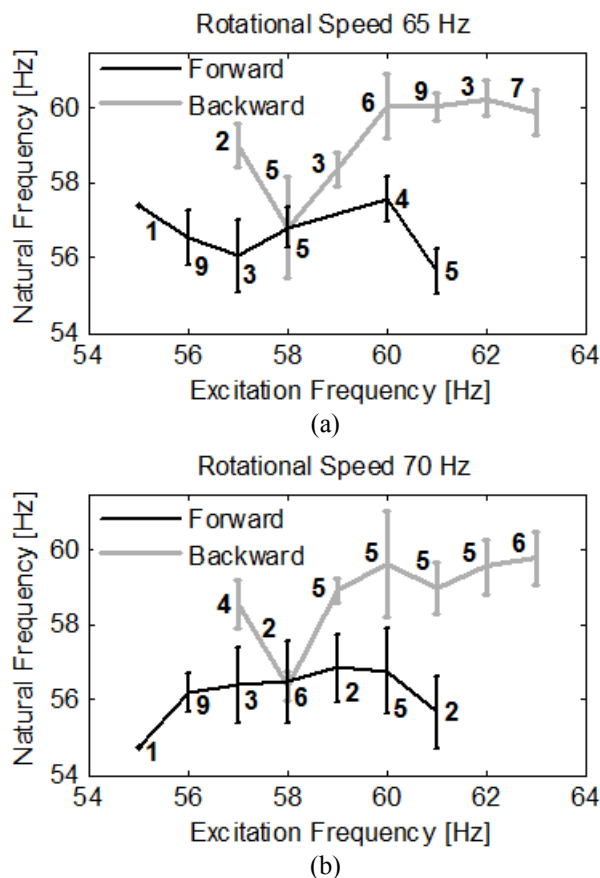 Rotational Speed 65 Hz
Forward
Backward
Natural Frequency [Hz]
60
58
56
54
2
5
3
6
9
3
7
1
9
3
5
4
5
54 56 58 60 62 64
Excitation Frequency [Hz]
(a)
Rotational Speed 70 Hz
Forward
Backward
Natural Frequency [Hz]
60
58
56
54
4
2
5
5
5
5
6
1
9
3
6
2
5
2
54 56 58 60 62 64
Excitation Frequency [Hz]
(b)